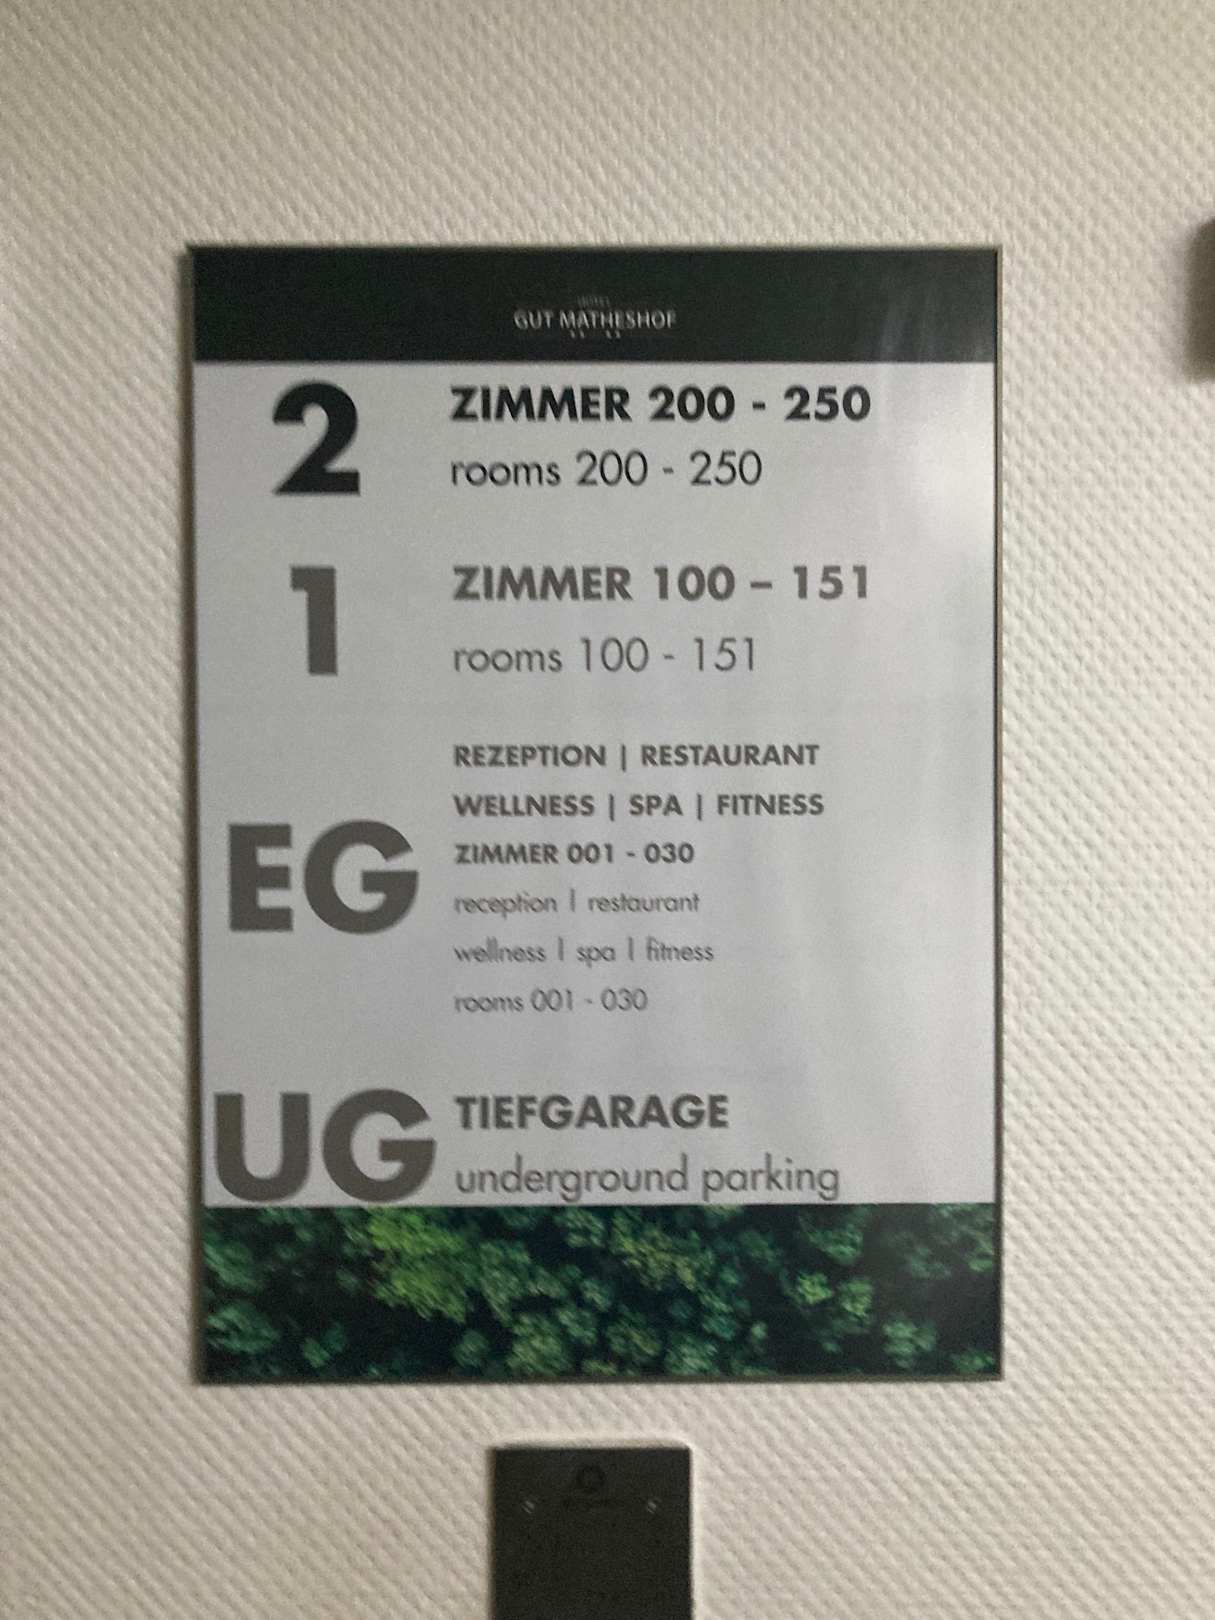 HOTEL
GUT MATHESHOF
2
ZIMMER 200 - 250
rooms 200 - 250
1
ZIMMER 100 – 151
rooms 100 - 151
EG
REZEPTION | RESTAURANT
WELLNESS | SPA | FITNESS
ZIMMER 001 - 030
reception | restaurant
wellness | spa | fitness
rooms 001 - 030
UG
TIEFGARAGE
underground parking